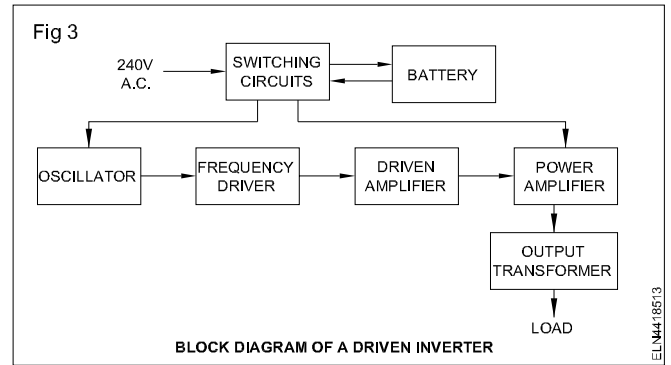 Fig 3
240V
A.C.
SWITCHING
CIRCUITS
BATTERY
OSCILLATOR
FREQUENCY
DRIVER
DRIVEN
AMPLIFIER
POWER
AMPLIFIER
OUTPUT
TRANSFORMER
LOAD
BLOCK DIAGRAM OF A DRIVEN INVERTER
ELN4418513